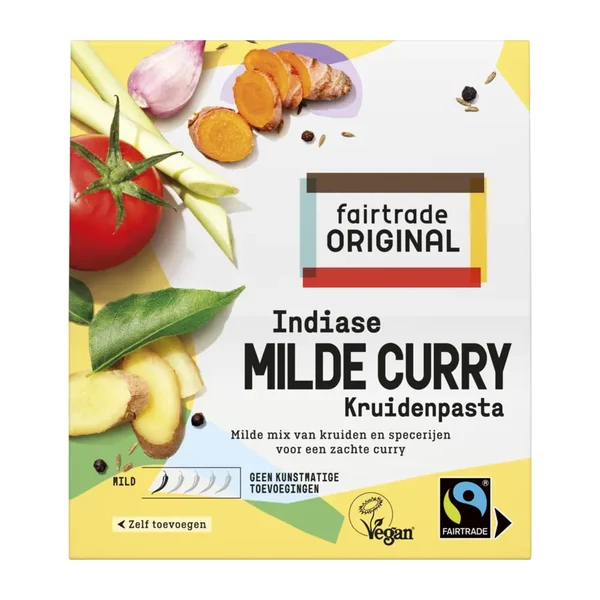 fairtrade
ORIGINAL
Indiase
MILDE CURRY
Kruidenpasta
Milde mix van kruiden en specerijen
voor een zachte curry
MILD
GEEN KUNSTMATIGE
TOEVOEGINGEN
Zelf toevoegen
Vegan
FAIRTRADE
®